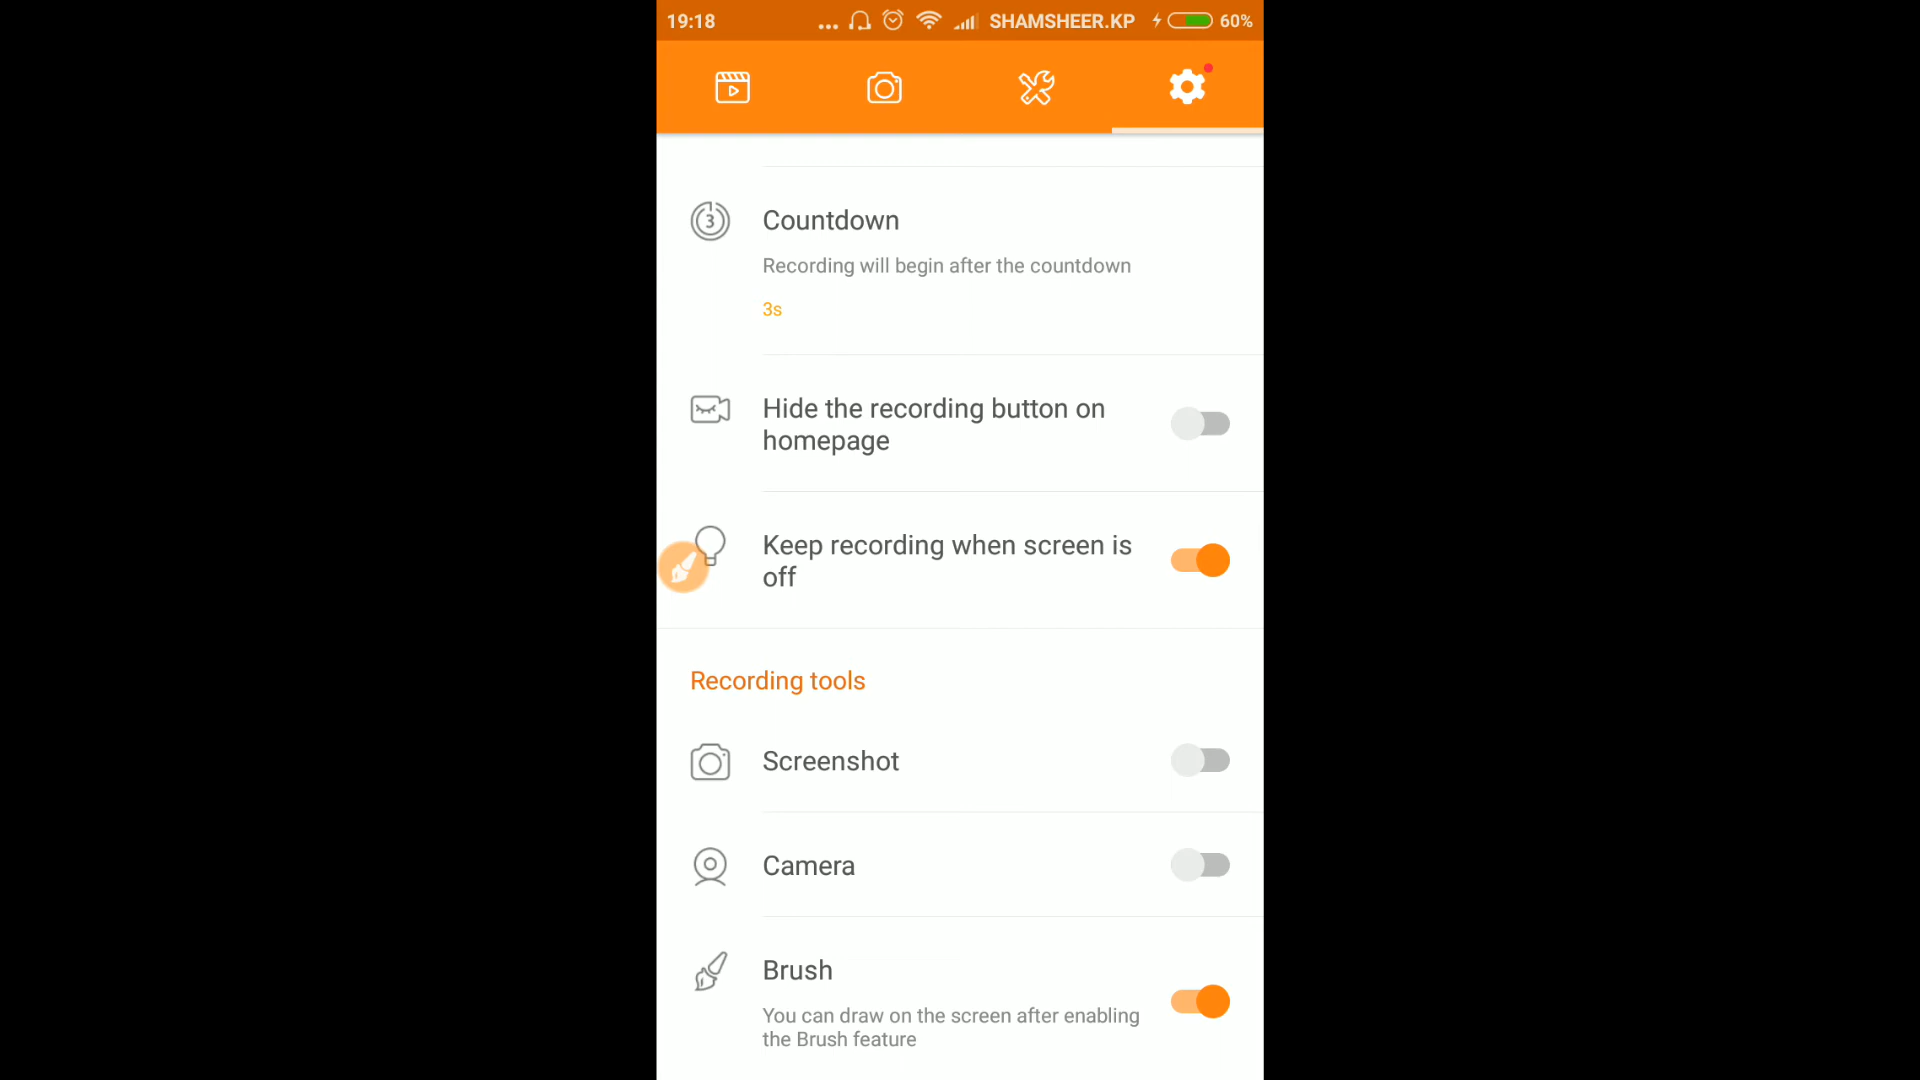 19:18 ... SHAMSHEER.KP 60%
3
Countdown
Recording will begin after the countdown
3s
Hide the recording button on
homepage
Keep recording when screen is
off
Recording tools
Screenshot
Camera
Brush
You can draw on the screen after enabling
the Brush feature